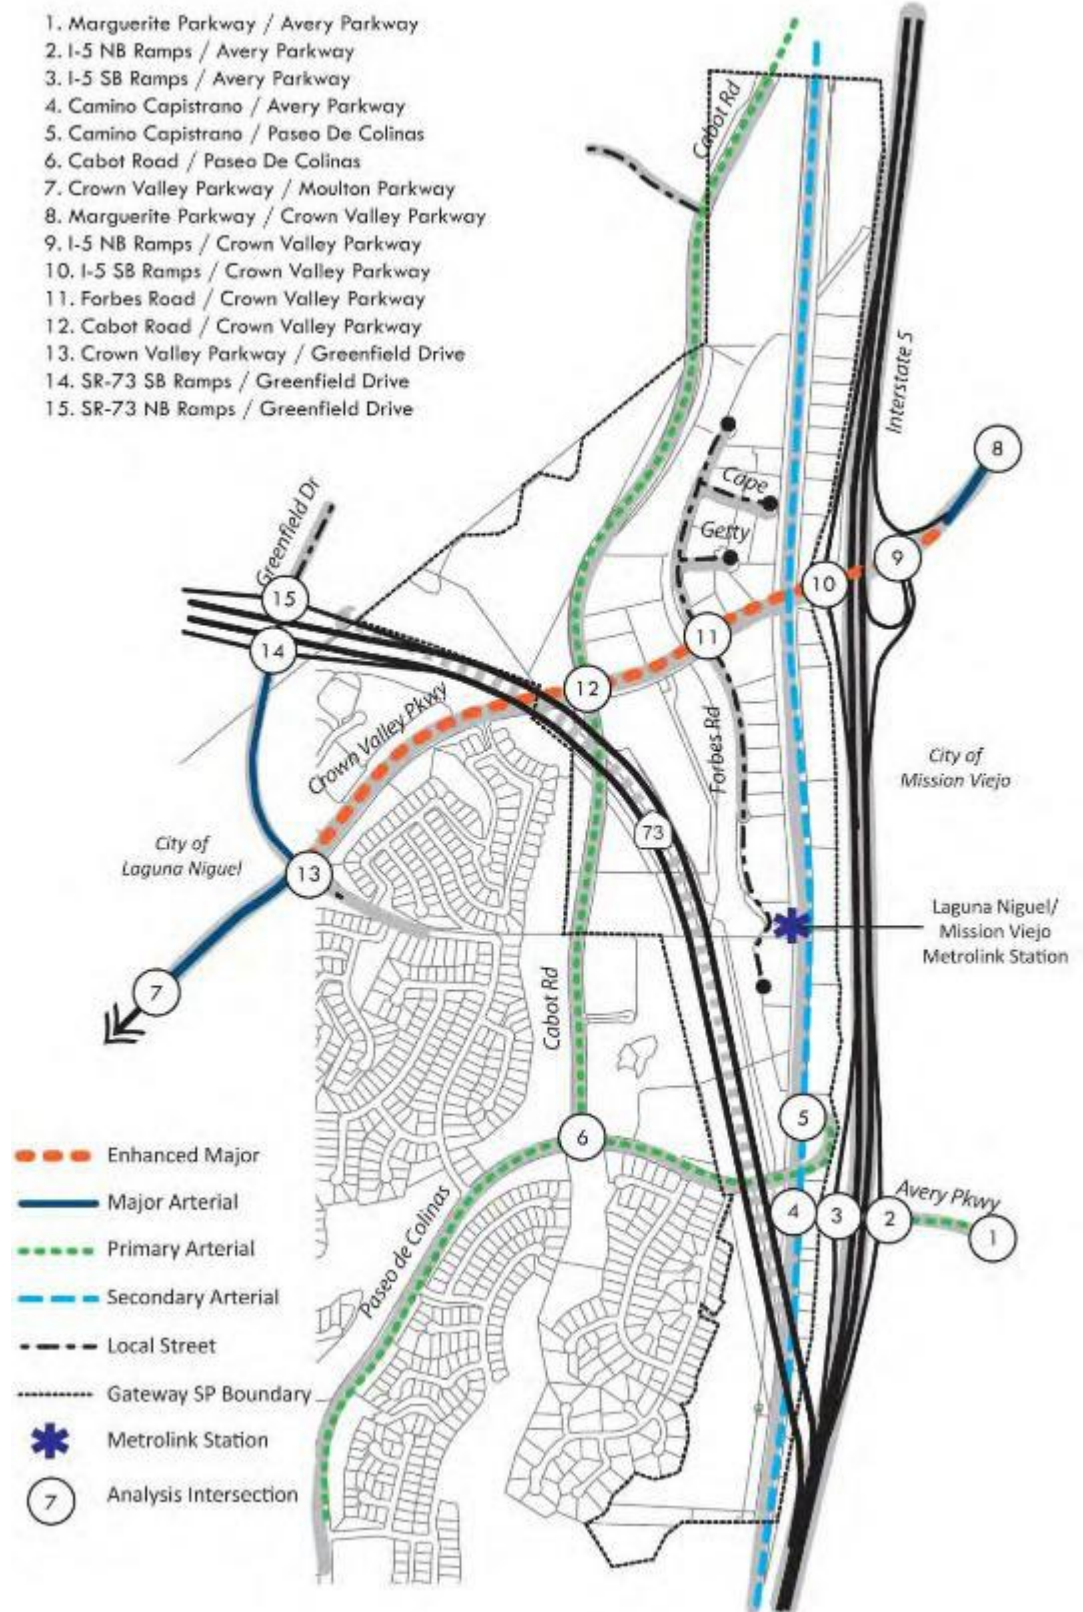 1. Marguerite Parkway / Avery Parkway
2. I-5 NB Ramps / Avery Parkway
3. I-5 SB Ramps / Avery Parkway
4. Camino Capistrano / Avery Parkway
5. Camino Capistrano / Paseo De Colinas
6. Cabot Road / Paseo De Colinas
7. Crown Valley Parkway / Moulton Parkway
8. Marguerite Parkway / Crown Valley Parkway
9. I-5 NB Ramps / Crown Valley Parkway
10. I-5 SB Ramps / Crown Valley Parkway
11. Forbes Road / Crown Valley Parkway
12. Cabot Road / Crown Valley Parkway
13. Crown Valley Parkway / Greenfield Drive
14. SR-73 SB Ramps / Greenfield Drive
15. SR-73 NB Ramps / Greenfield Drive
Cabot Rd
Interstate 5
8
Cape
Greenfield Dr
Getty
9
10
15
11
14
12
Crown Valley Pkwy
Forbes Rd
City of
Mission Viejo
73
City of
Laguna Niguel
13
Laguna Niguel/
Mission Viejo
Metrolink Station
7
Cabot Rd
5
6
Avery Pkwy
4
3
2
1
Paseo de Colinas
Enhanced Major
Major Arterial
Primary Arterial
Secondary Arterial
Local Street
Gateway SP Boundary
Metrolink Station
7
Analysis Intersection